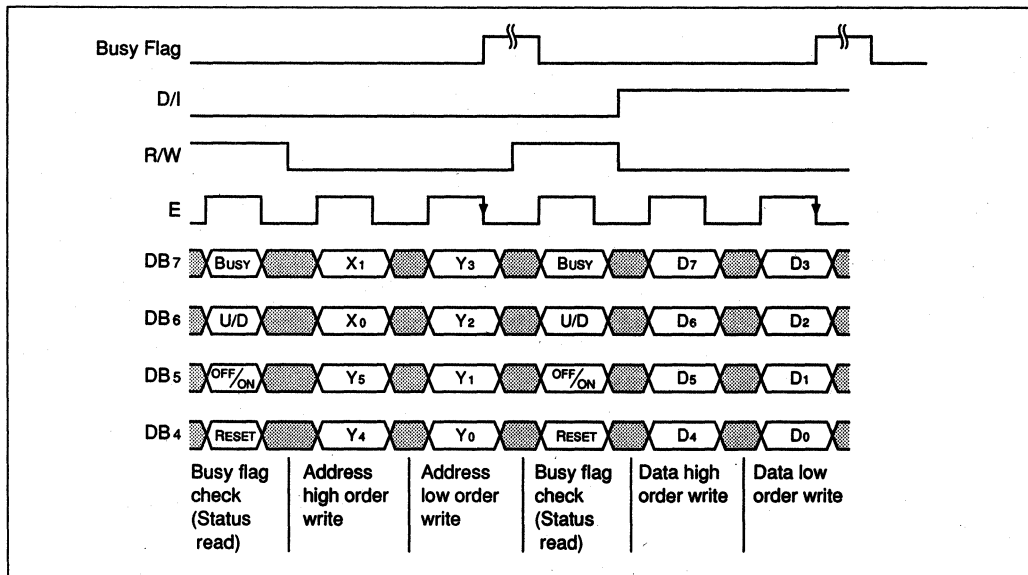 Busy Flag
D/I
R/W
E
DB7 BUSY X1 Y3 BUSY D7 D3
DB6 U/D X0 Y2 U/D D6 D2
DB5 OFF/ON Y5 Y1 OFF/ON D5 D1
DB4 RESET Y4 Y0 RESET D4 D0
Busy flag check (Status read)
Address high order write
Address low order write
Busy flag check (Status read)
Data high order write
Data low order write